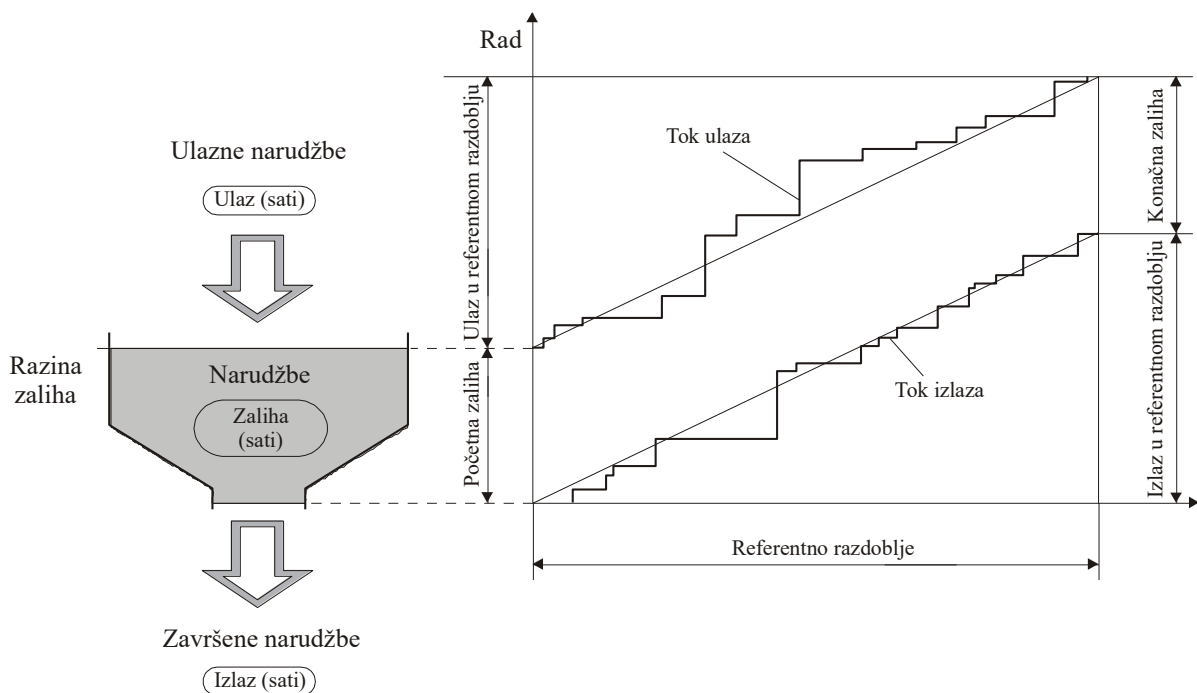 Rad
Ulazne narudžbe
Ulaz (sati)
Razina
zaliha
Narudžbe
Zaliha
(sati)
Završene narudžbe
Izlaz (sati)
Ulaz u referentnom razdoblju
Početna zaliha
Tok ulaza
Tok izlaza
Referentno razdoblje
Konačna zaliha
Izlaz u referentnom razdoblju